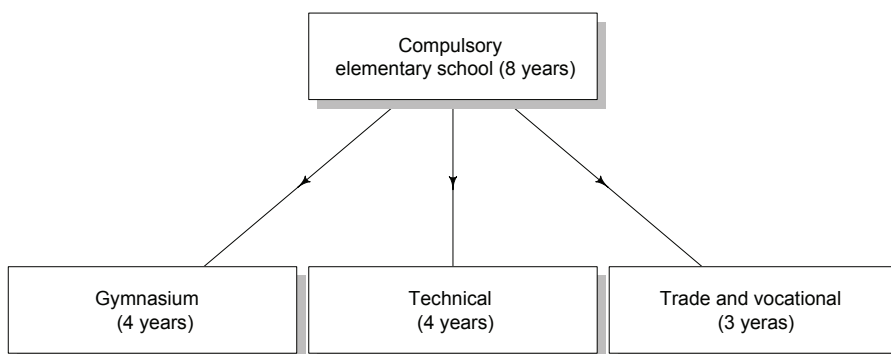 Compulsory
elementary school (8 years)
Gymnasium
(4 years)
Technical
(4 years)
Trade and vocational
(3 yeras)